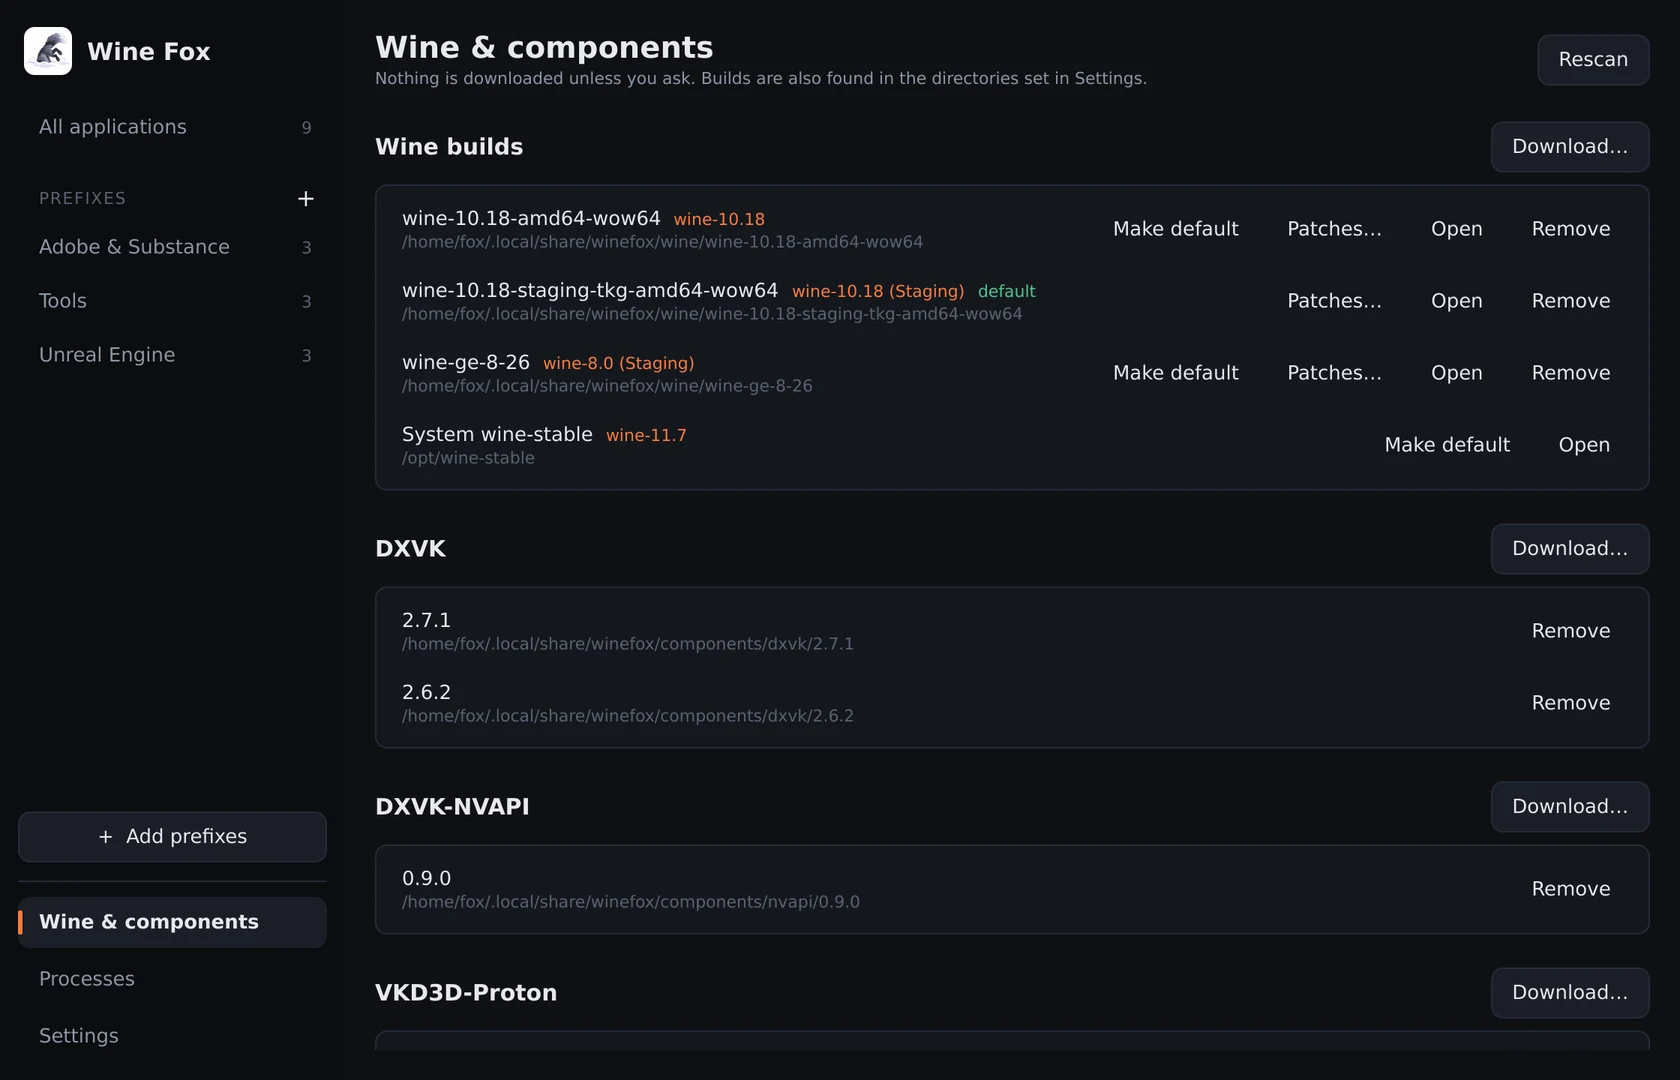 Wine Fox
All applications 9
PREFIXES +
Adobe & Substance 3
Tools 3
Unreal Engine 3
+ Add prefixes
Wine & components
Processes
Settings
Wine & components
Nothing is downloaded unless you ask. Builds are also found in the directories set in Settings.
Rescan
Wine builds
Download...
wine-10.18-amd64-wow64 wine-10.18
/home/fox/.local/share/winefox/wine/wine-10.18-amd64-wow64
Make default Patches... Open Remove
wine-10.18-staging-tkg-amd64-wow64 wine-10.18 (Staging) default
/home/fox/.local/share/winefox/wine/wine-10.18-staging-tkg-amd64-wow64
Patches... Open Remove
wine-ge-8-26 wine-8.0 (Staging)
/home/fox/.local/share/winefox/wine/wine-ge-8-26
Make default Patches... Open Remove
System wine-stable wine-11.7
/opt/wine-stable
Make default Open
DXVK
Download...
2.7.1
/home/fox/.local/share/winefox/components/dxvk/2.7.1
Remove
2.6.2
/home/fox/.local/share/winefox/components/dxvk/2.6.2
Remove
DXVK-NVAPI
Download...
0.9.0
/home/fox/.local/share/winefox/components/nvapi/0.9.0
Remove
VKD3D-Proton
Download...